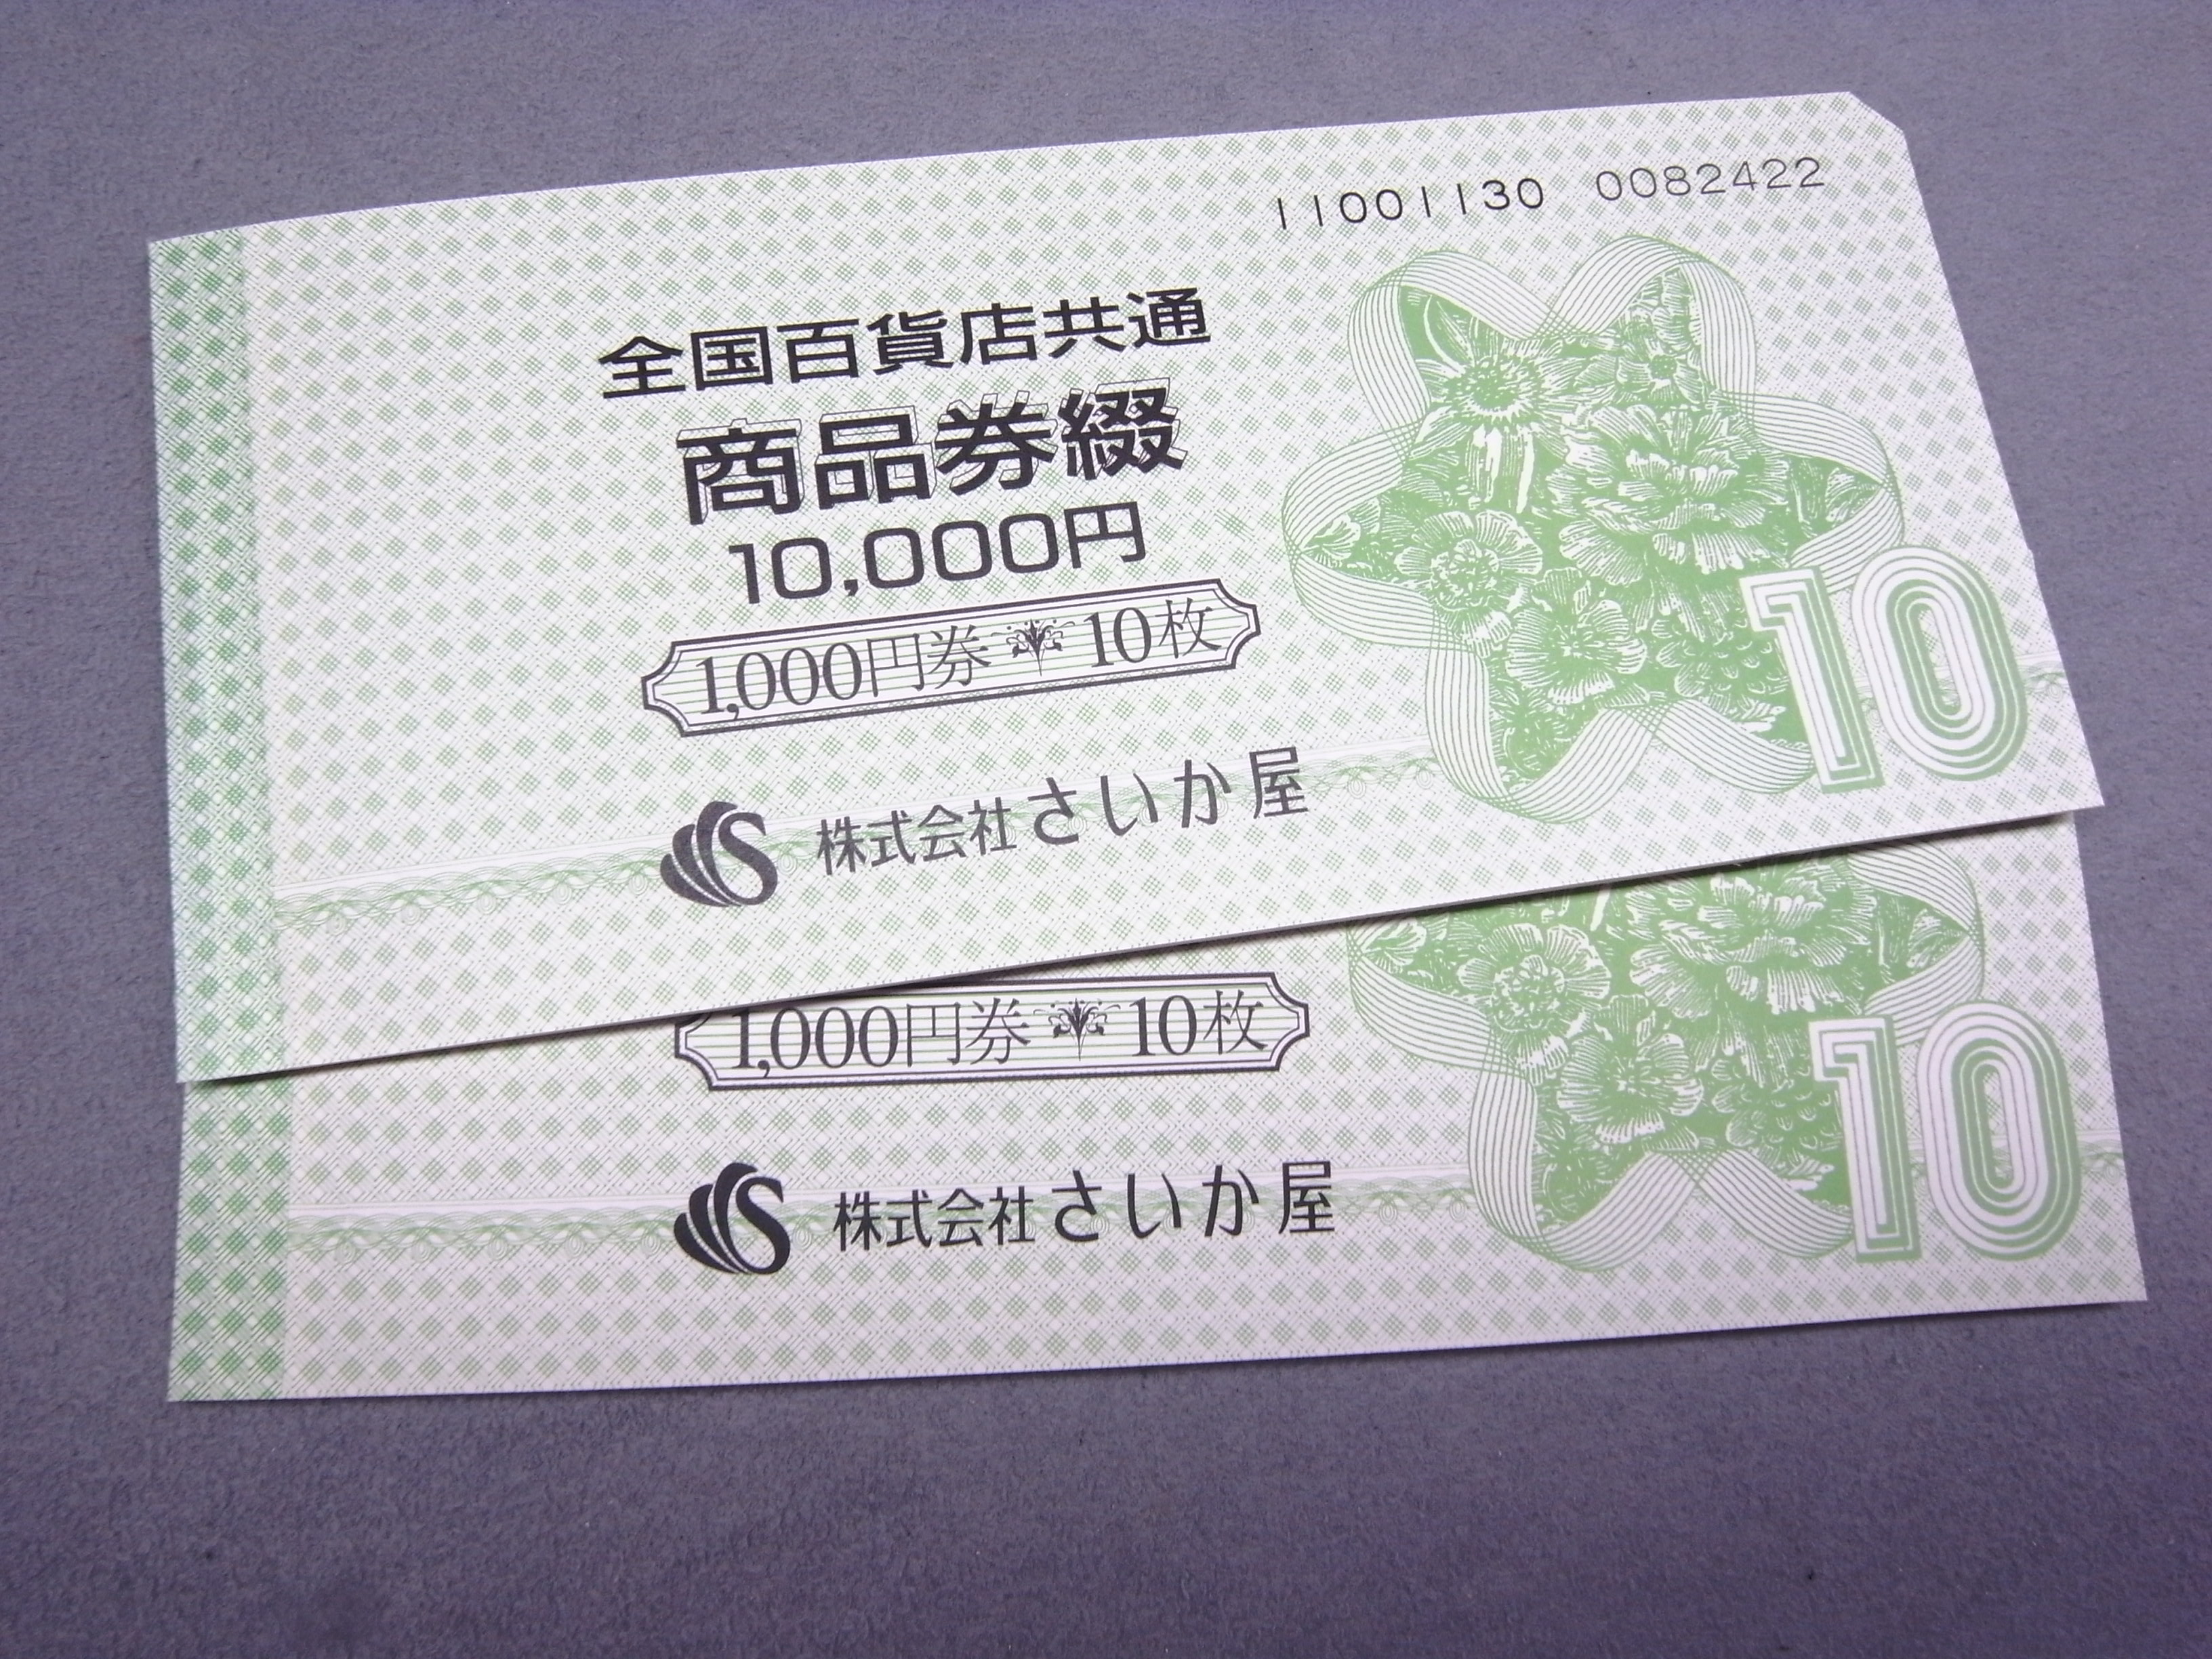 11001130 0082422
全国百貨店共通
商品券綴
10,000円
1,000円券 10枚
S 株式会社さいか屋
10
1,000円券 10枚
S 株式会社さいか屋
10